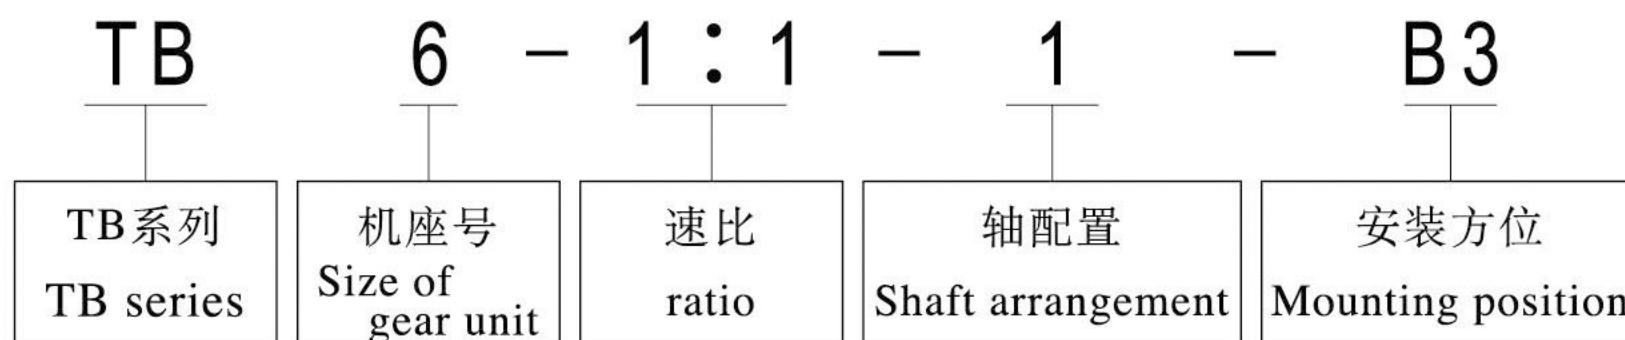 TB 6 - 1:1 - 1 - B3
TB系列
TB series
机座号
Size of
gear unit
速比
ratio
轴配置
Shaft arrangement
安装方位
Mounting position